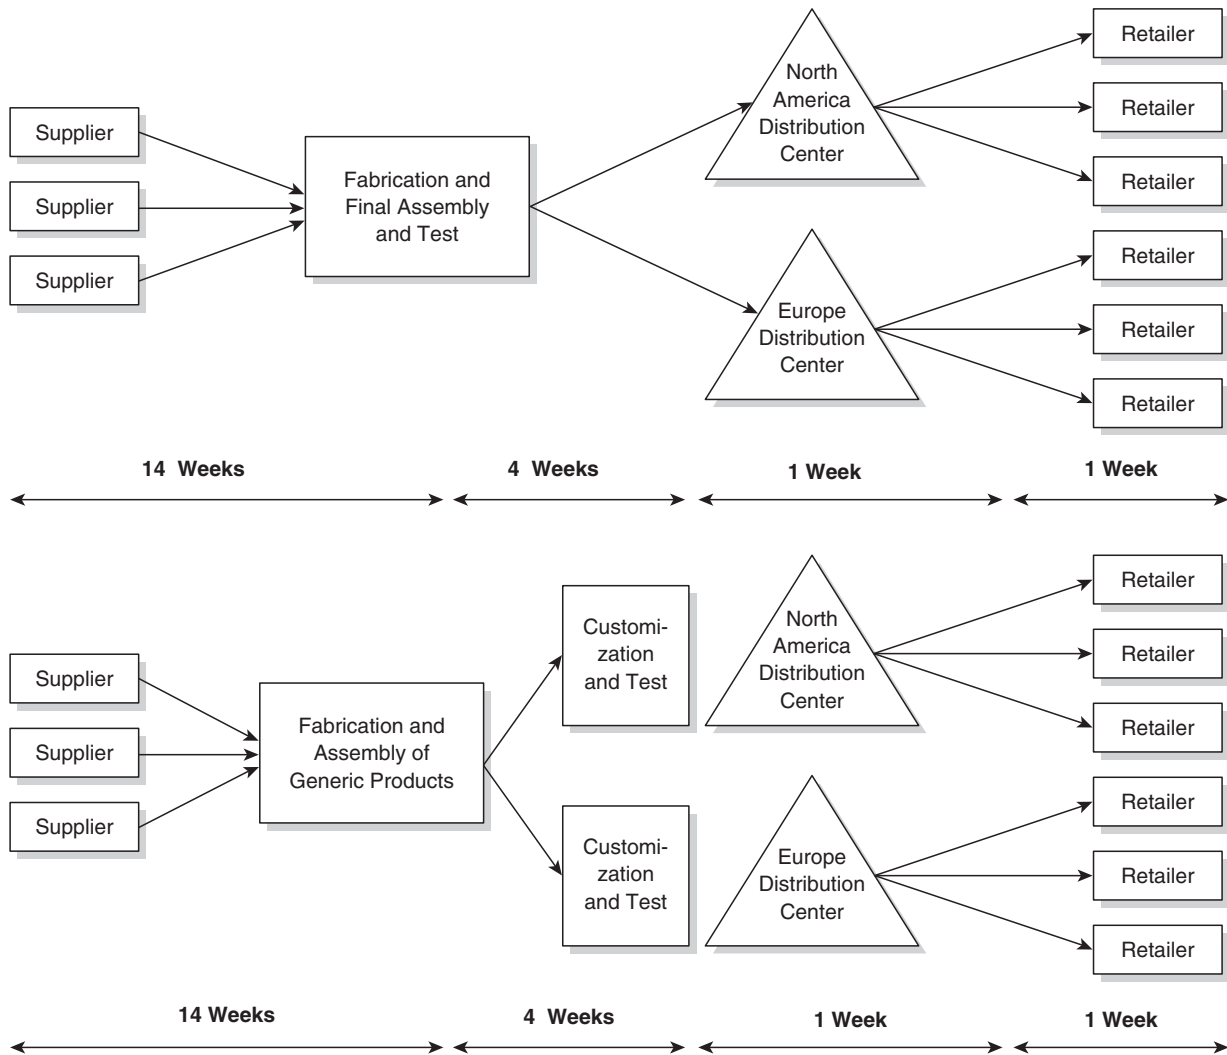 Supplier
Supplier
Supplier
Fabrication and
Final Assembly
and Test
North
America
Distribution
Center
Europe
Distribution
Center
Retailer
Retailer
Retailer
Retailer
Retailer
Retailer
14 Weeks
4 Weeks
1 Week
1 Week
Supplier
Supplier
Supplier
Fabrication and
Assembly of
Generic Products
Customi-
zation
and Test
Customi-
zation
and Test
North
America
Distribution
Center
Europe
Distribution
Center
Retailer
Retailer
Retailer
Retailer
Retailer
Retailer
14 Weeks
4 Weeks
1 Week
1 Week